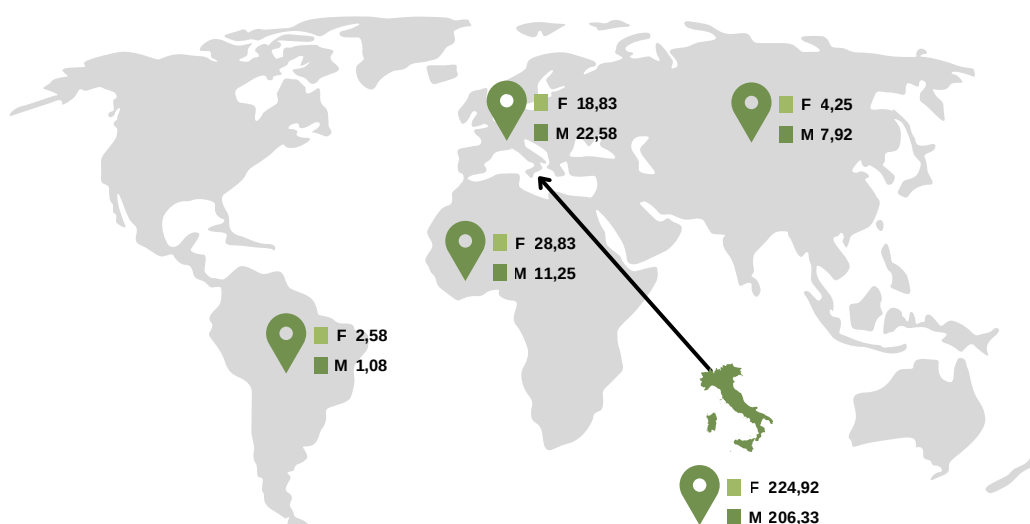 F 18,83
M 22,58
F 4,25
M 7,92
F 28,83
M 11,25
F 2,58
M 1,08
F 224,92
M 206,33